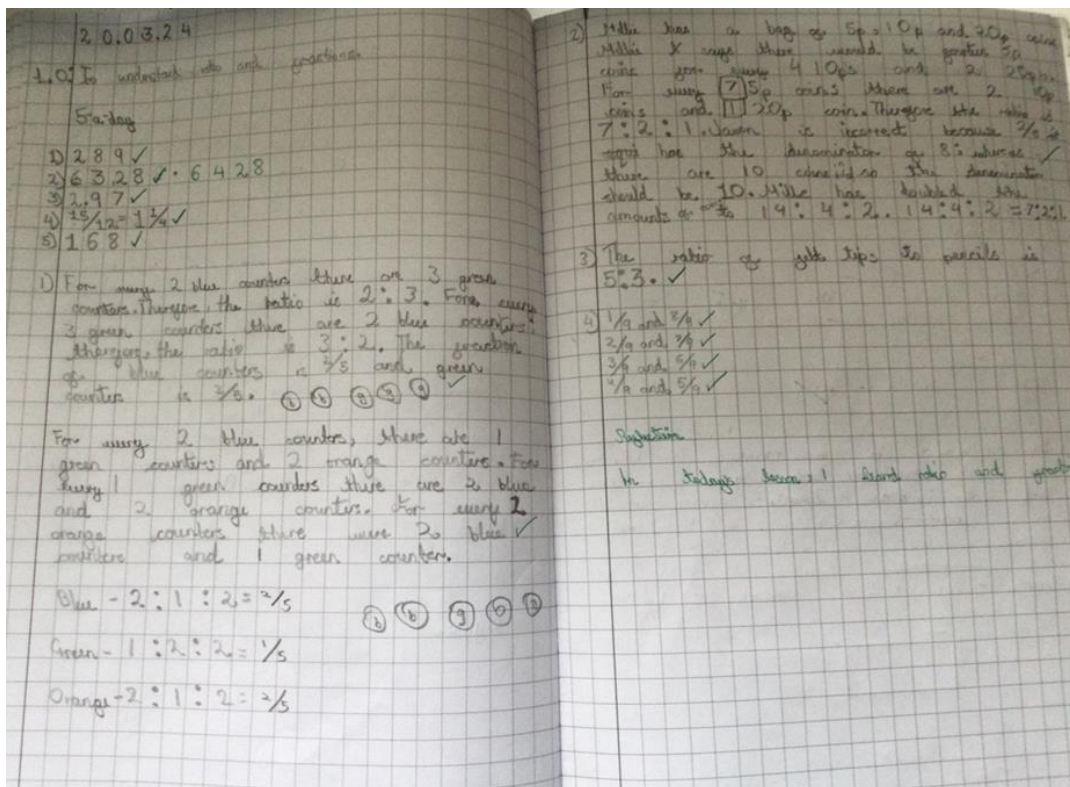 20.03.24
L.O: To understand ratio and fractions.
5-a-day
1) 289 ✓
2) 6328 ✓ . 6428
3) 2.97 ✓
4) 15/12 = 1 1/4 ✓
5) 168 ✓
1) For every 2 blue counters there are 3 green
counters. Therefore, the ratio is 2:3. For every
3 green counters there are 2 blue counters.
therefore, the ratio is 3:2. The fraction
of blue counters is 2/5 and green
counters is 3/5. b b g g g ✓
For every 2 blue counters, there are 1
green counters and 2 orange counters. For
every 1 green counters there are 2 blue
and 2 orange counters. For every 2
orange counters there were 2 blue ✓
counters and 1 green counter.
Blue - 2:1:2 = 2/5
b b g o o
Green - 1:2:2 = 1/5
Orange - 2:1:2 = 2/5
2) Millie has a bag of 5p, 10p and 20p coins
Millie says there would be 5p
coins for every 4 10ps and 2 20ps.
For every 7 5p coins there are 2 10p
coins and 1 20p coin. Therefore the ratio is
7:2:1. is incorrect because
has the denominator of 8: whereas ✓
there are 10 so the denominator
should be 10. Millie has doubled the
amounts to 14:4:2. 14:4:2 = 7:2:1
3) The ratio of felt tips to pencils is
5:3. ✓
4) 1/9 and 8/9 ✓
2/9 and 7/9 ✓
3/9 and 6/9 ✓
4/9 and 5/9 ✓
Reflection
In today's lesson, I learnt ratio and